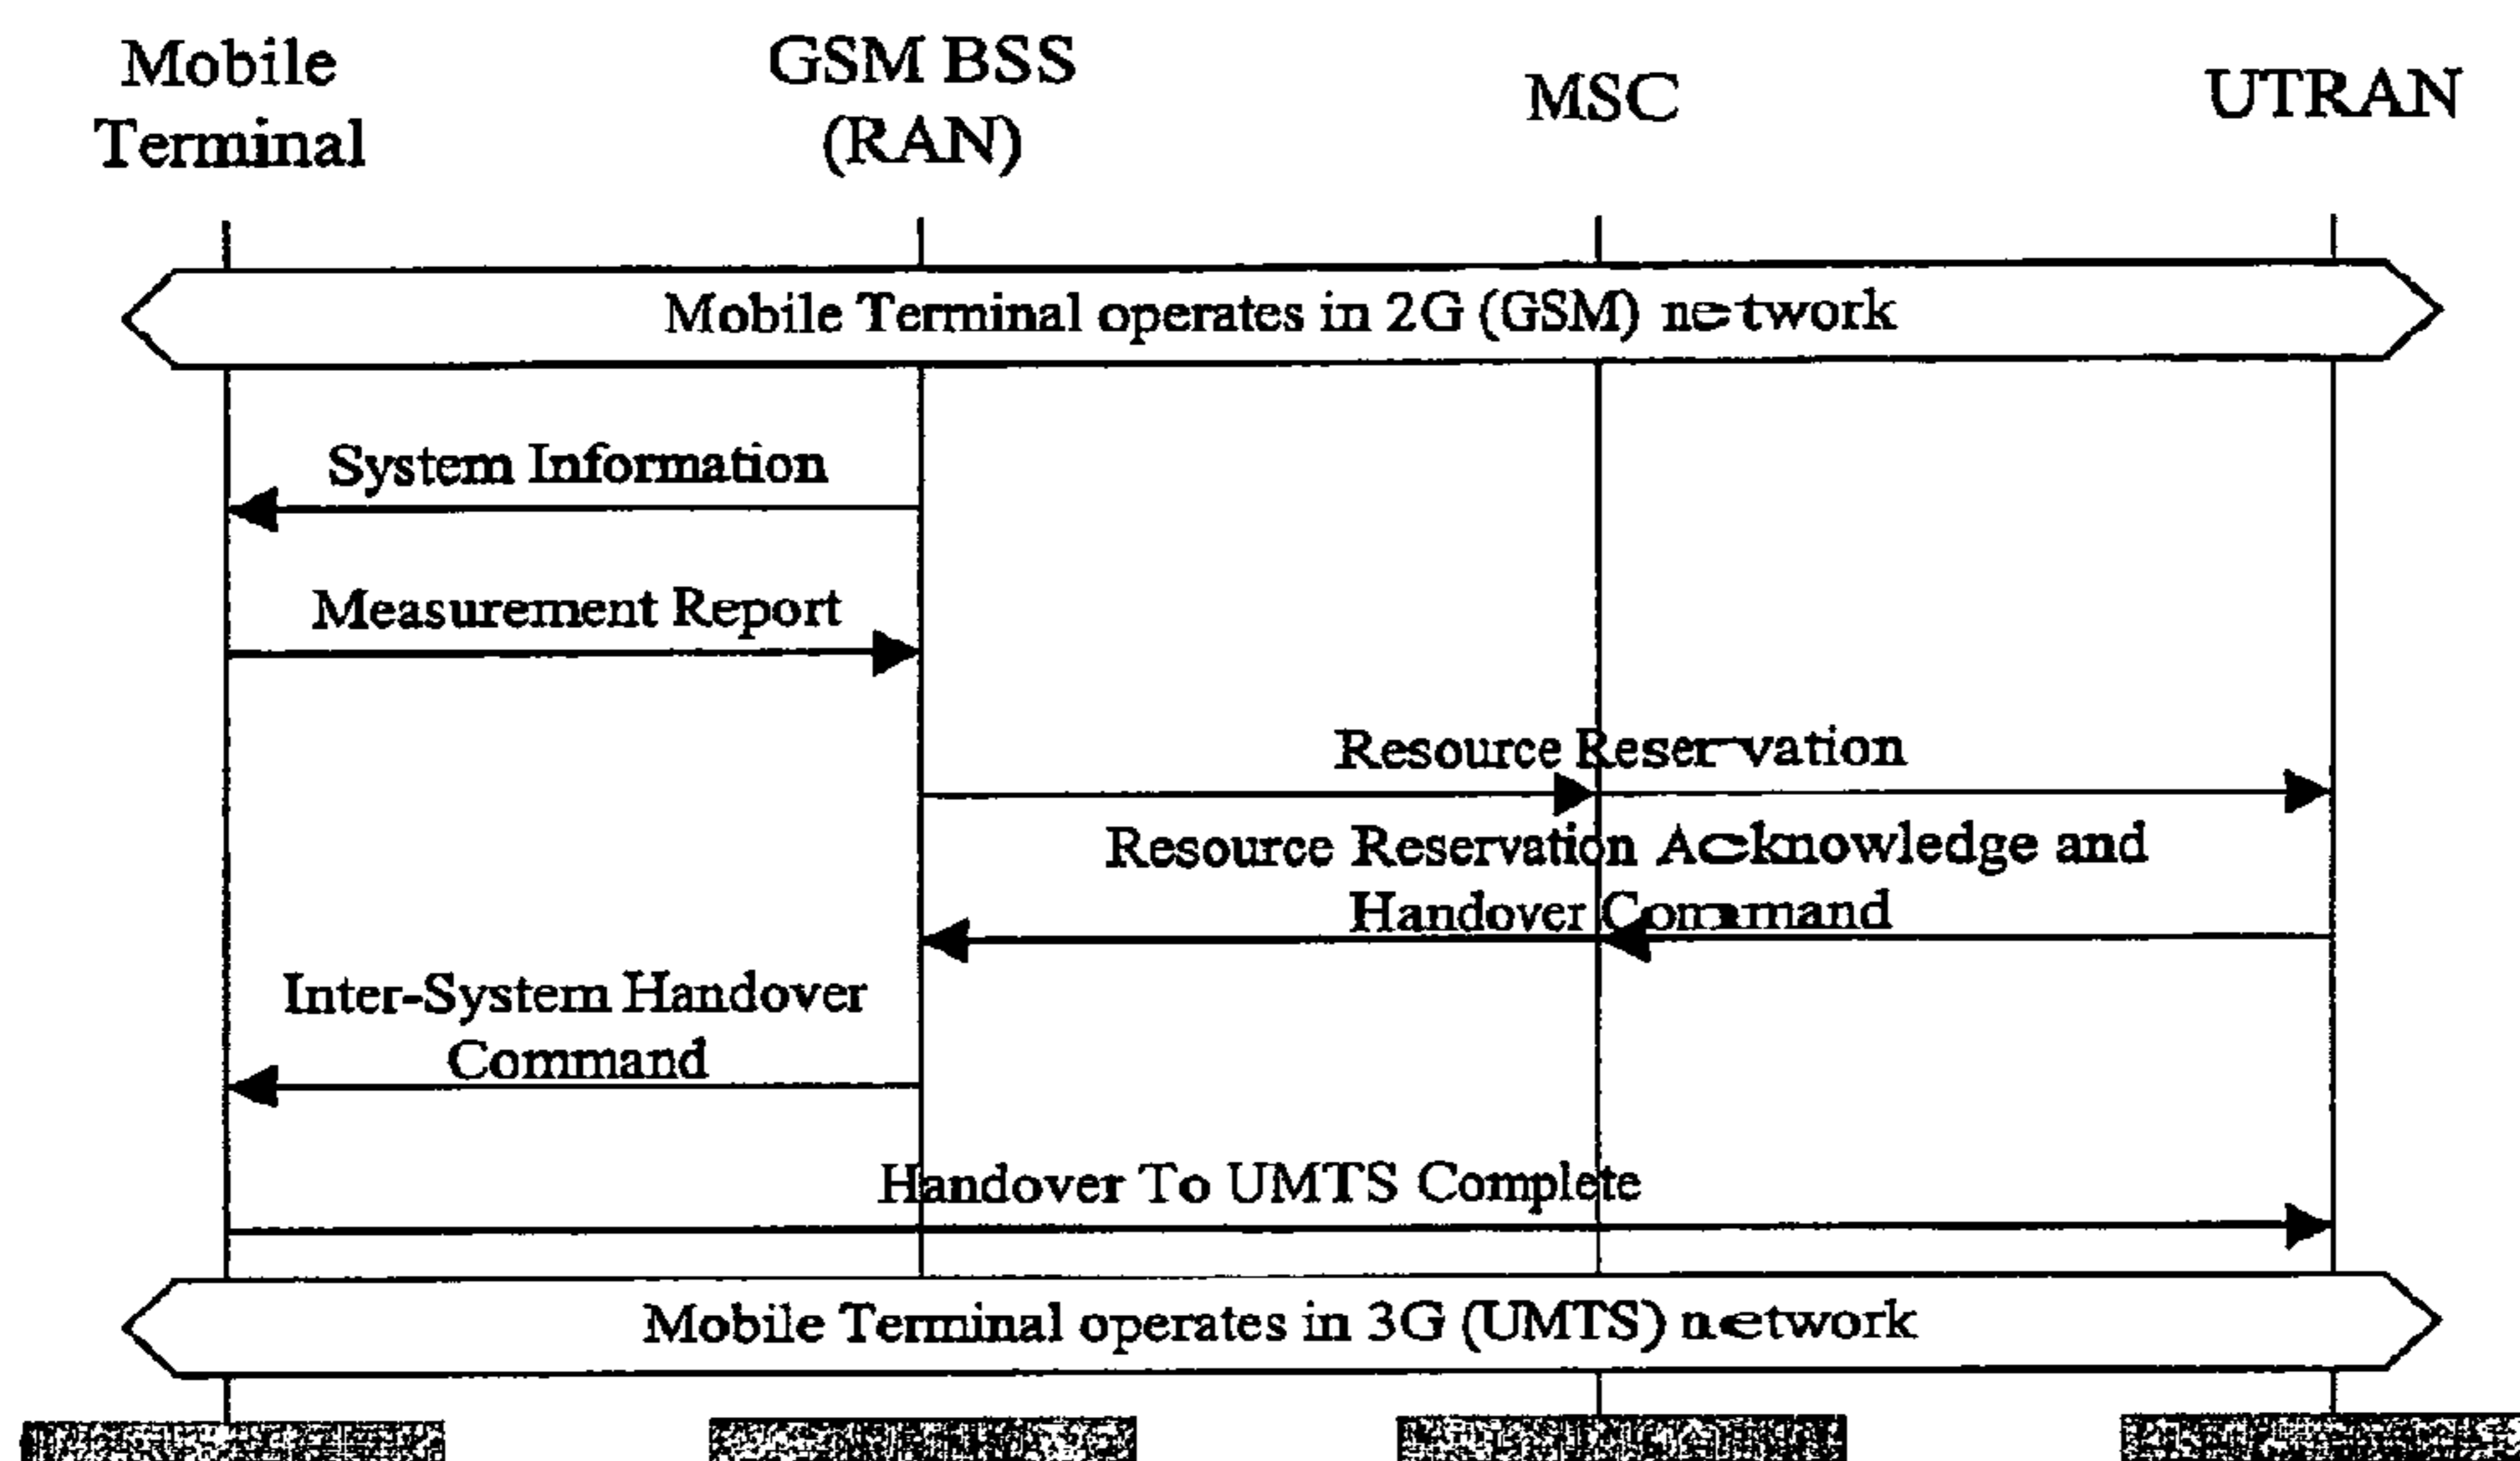 Mobile
Terminal
GSM BSS
(RAN)
MSC
UTRAN
Mobile Terminal operates in 2G (GSM) network
System Information
Measurement Report
Resource Reservation
Resource Reservation Acknowledge and
Handover Command
Inter-System Handover
Command
Handover To UMTS Complete
Mobile Terminal operates in 3G (UMTS) network